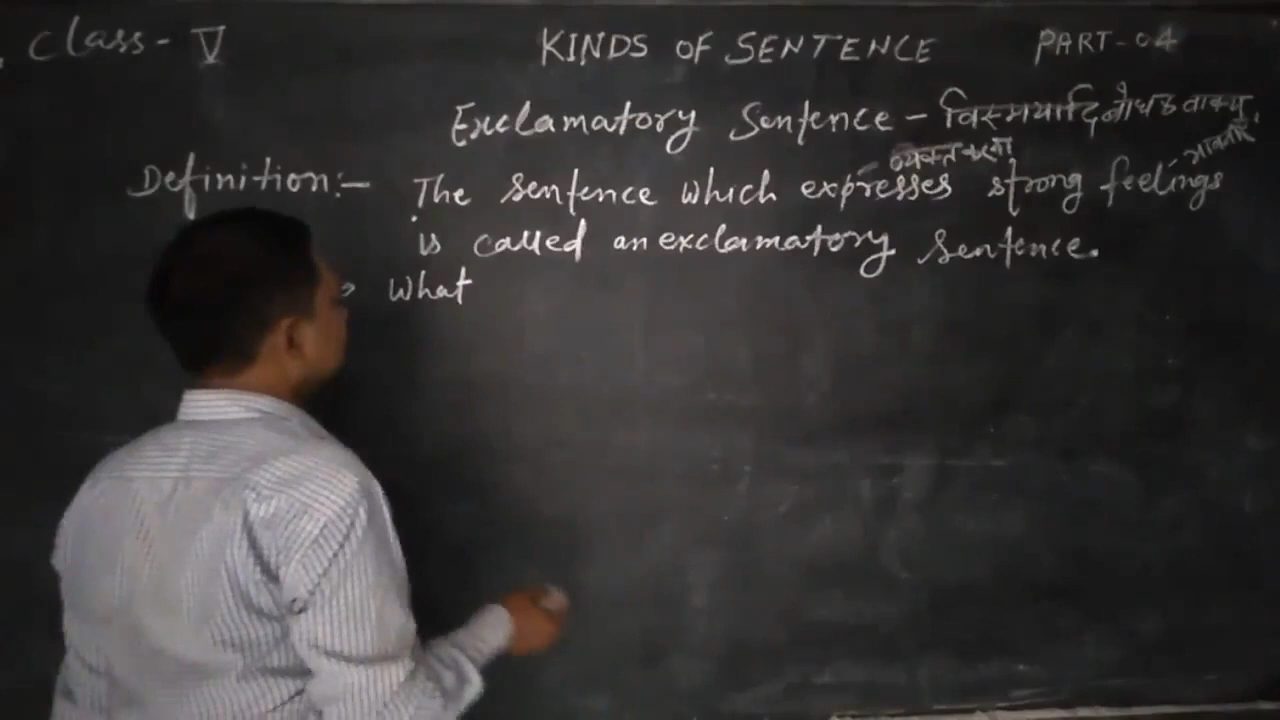 Class- V
KINDS OF SENTENCE
PART-04
Exclamatory Sentence - विस्मयादिबोधक वाक्य
व्यक्त करना
Definition:- The sentence which expresses strong feelings
is called an exclamatory sentence.
What